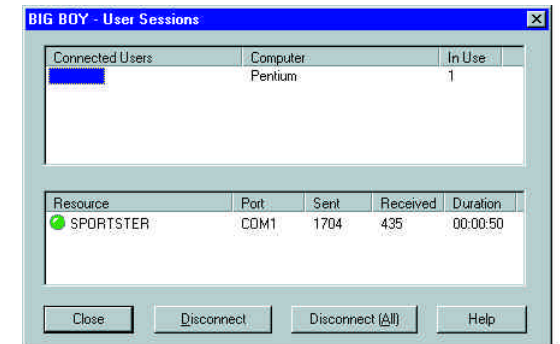 BIG BOY - User Sessions
Connected Users Computer In Use
Pentium 1
Resource Port Sent Received Duration
SPORTSTER COM1 1704 435 00:00:50
Close Disconnect Disconnect (All) Help